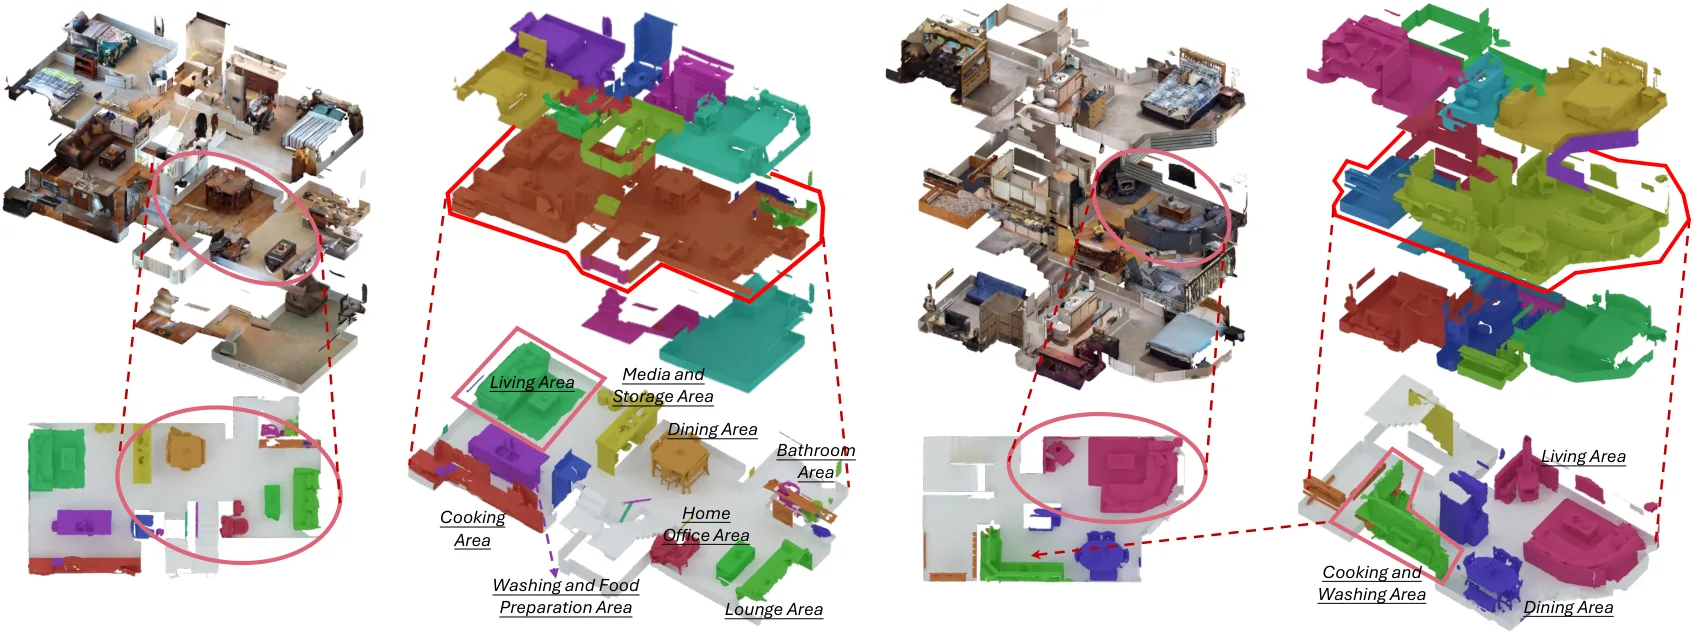 Living Area
Media and
Storage Area
Dining Area
Bathroom
Area
Cooking
Area
Home
Office Area
Washing and Food
Preparation Area
Lounge Area
Living Area
Cooking and
Washing Area
Dining Area